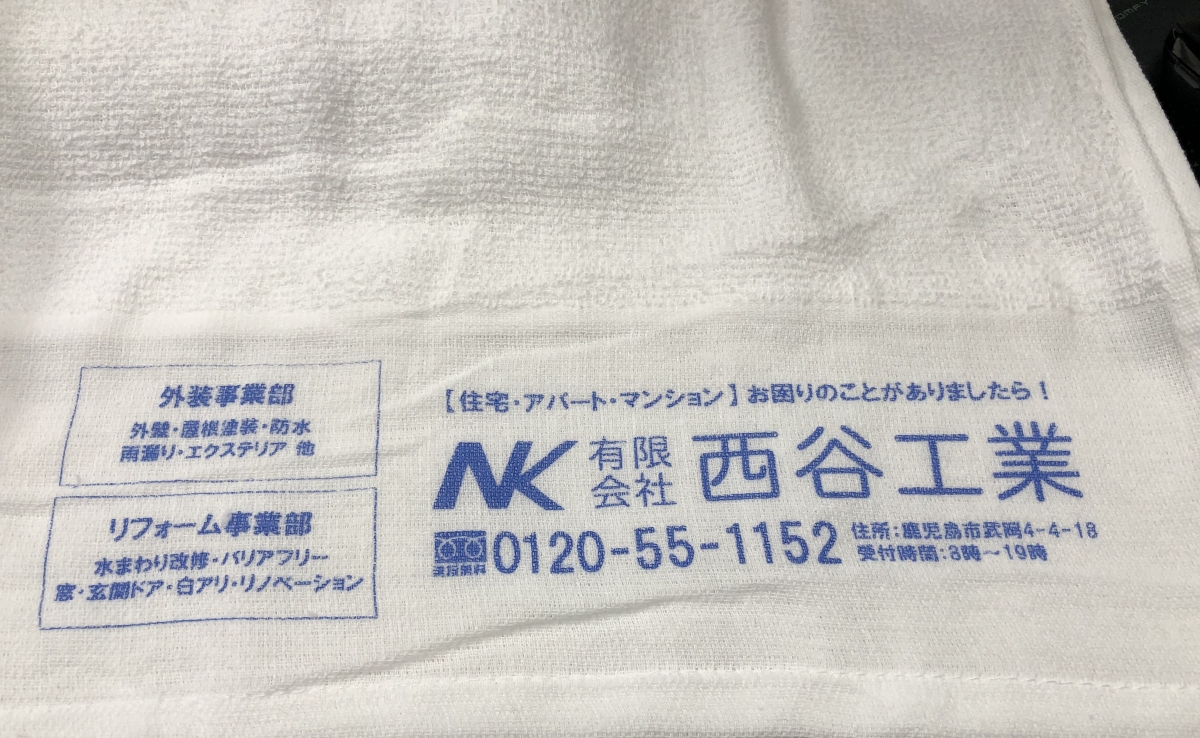 外装事業部
外壁・屋根塗装・防水
雨漏り・エクステリア 他
リフォーム事業部
水まわり改修・バリアフリー
窓・玄関ドア・白アリ・リノベーション
【住宅・アパート・マンション】お困りのことがありましたら！
NK 有限会社 西谷工業
通話無料 0120-55-1152
住所：鹿児島市武岡4-4-18
受付時間：8時～19時